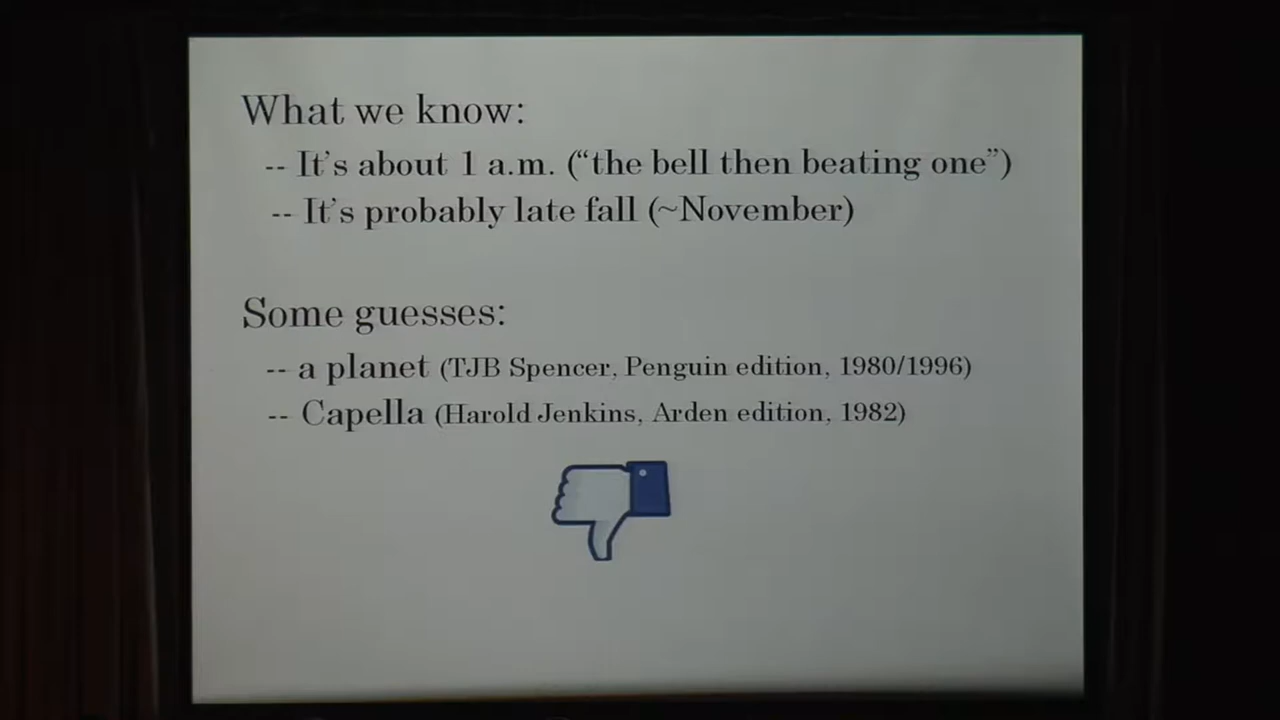 What we know:
-- It's about 1 a.m. (“the bell then beating one”)
-- It's probably late fall (~November)
Some guesses:
-- a planet (TJB Spencer, Penguin edition, 1980/1996)
-- Capella (Harold Jenkins, Arden edition, 1982)